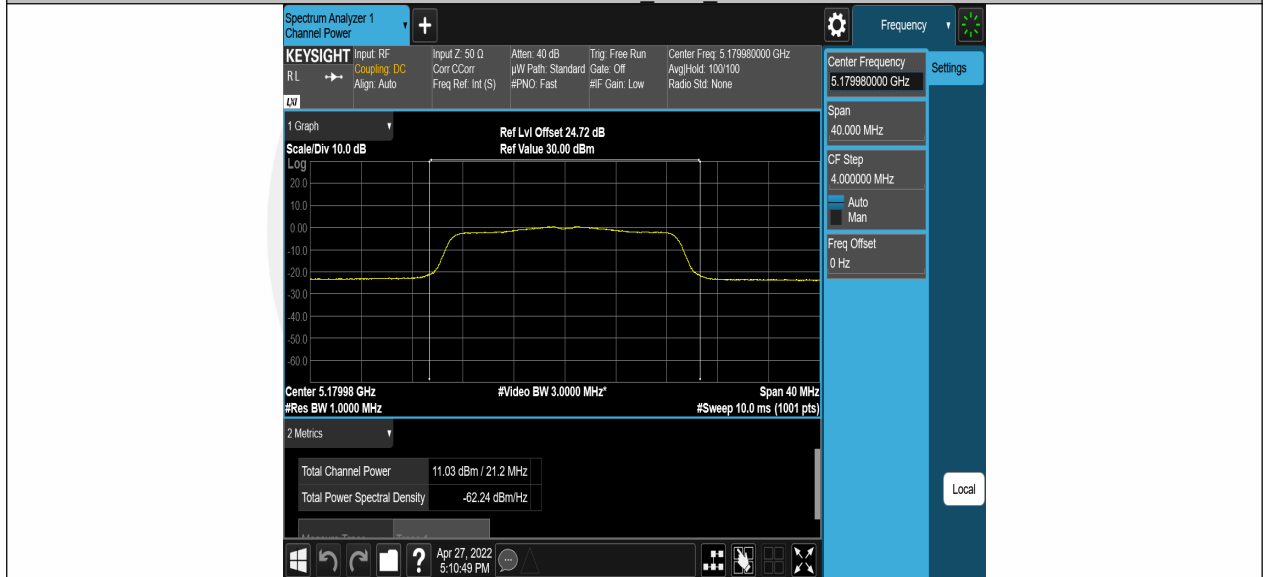 Spectrum Analyzer 1
Channel Power
+
Frequency
KEYSIGHT
Input: RF
Coupling: DC
Align: Auto
Input Z: 50 Ω
Corr CCorr
Freq Ref: Int (S)
Atten: 40 dB
µW Path: Standard
#PNO: Fast
Trig: Free Run
Gate: Off
#IF Gain: Low
Center Freq: 5.179980000 GHz
Avg|Hold: 100/100
Radio Std: None
RL
LXI
Center Frequency
5.179980000 GHz
Settings
Span
40.000 MHz
CF Step
4.000000 MHz
Auto
Man
Freq Offset
0 Hz
Local
1 Graph
Scale/Div 10.0 dB
Ref Lvl Offset 24.72 dB
Ref Value 30.00 dBm
Log
20.0
10.0
0.00
-10.0
-20.0
-30.0
-40.0
-50.0
-60.0
Center 5.17998 GHz
#Video BW 3.0000 MHz*
Span 40 MHz
#Res BW 1.0000 MHz
#Sweep 10.0 ms (1001 pts)
2 Metrics
Total Channel Power 11.03 dBm / 21.2 MHz
Total Power Spectral Density -62.24 dBm/Hz
?
Apr 27, 2022
5:10:49 PM